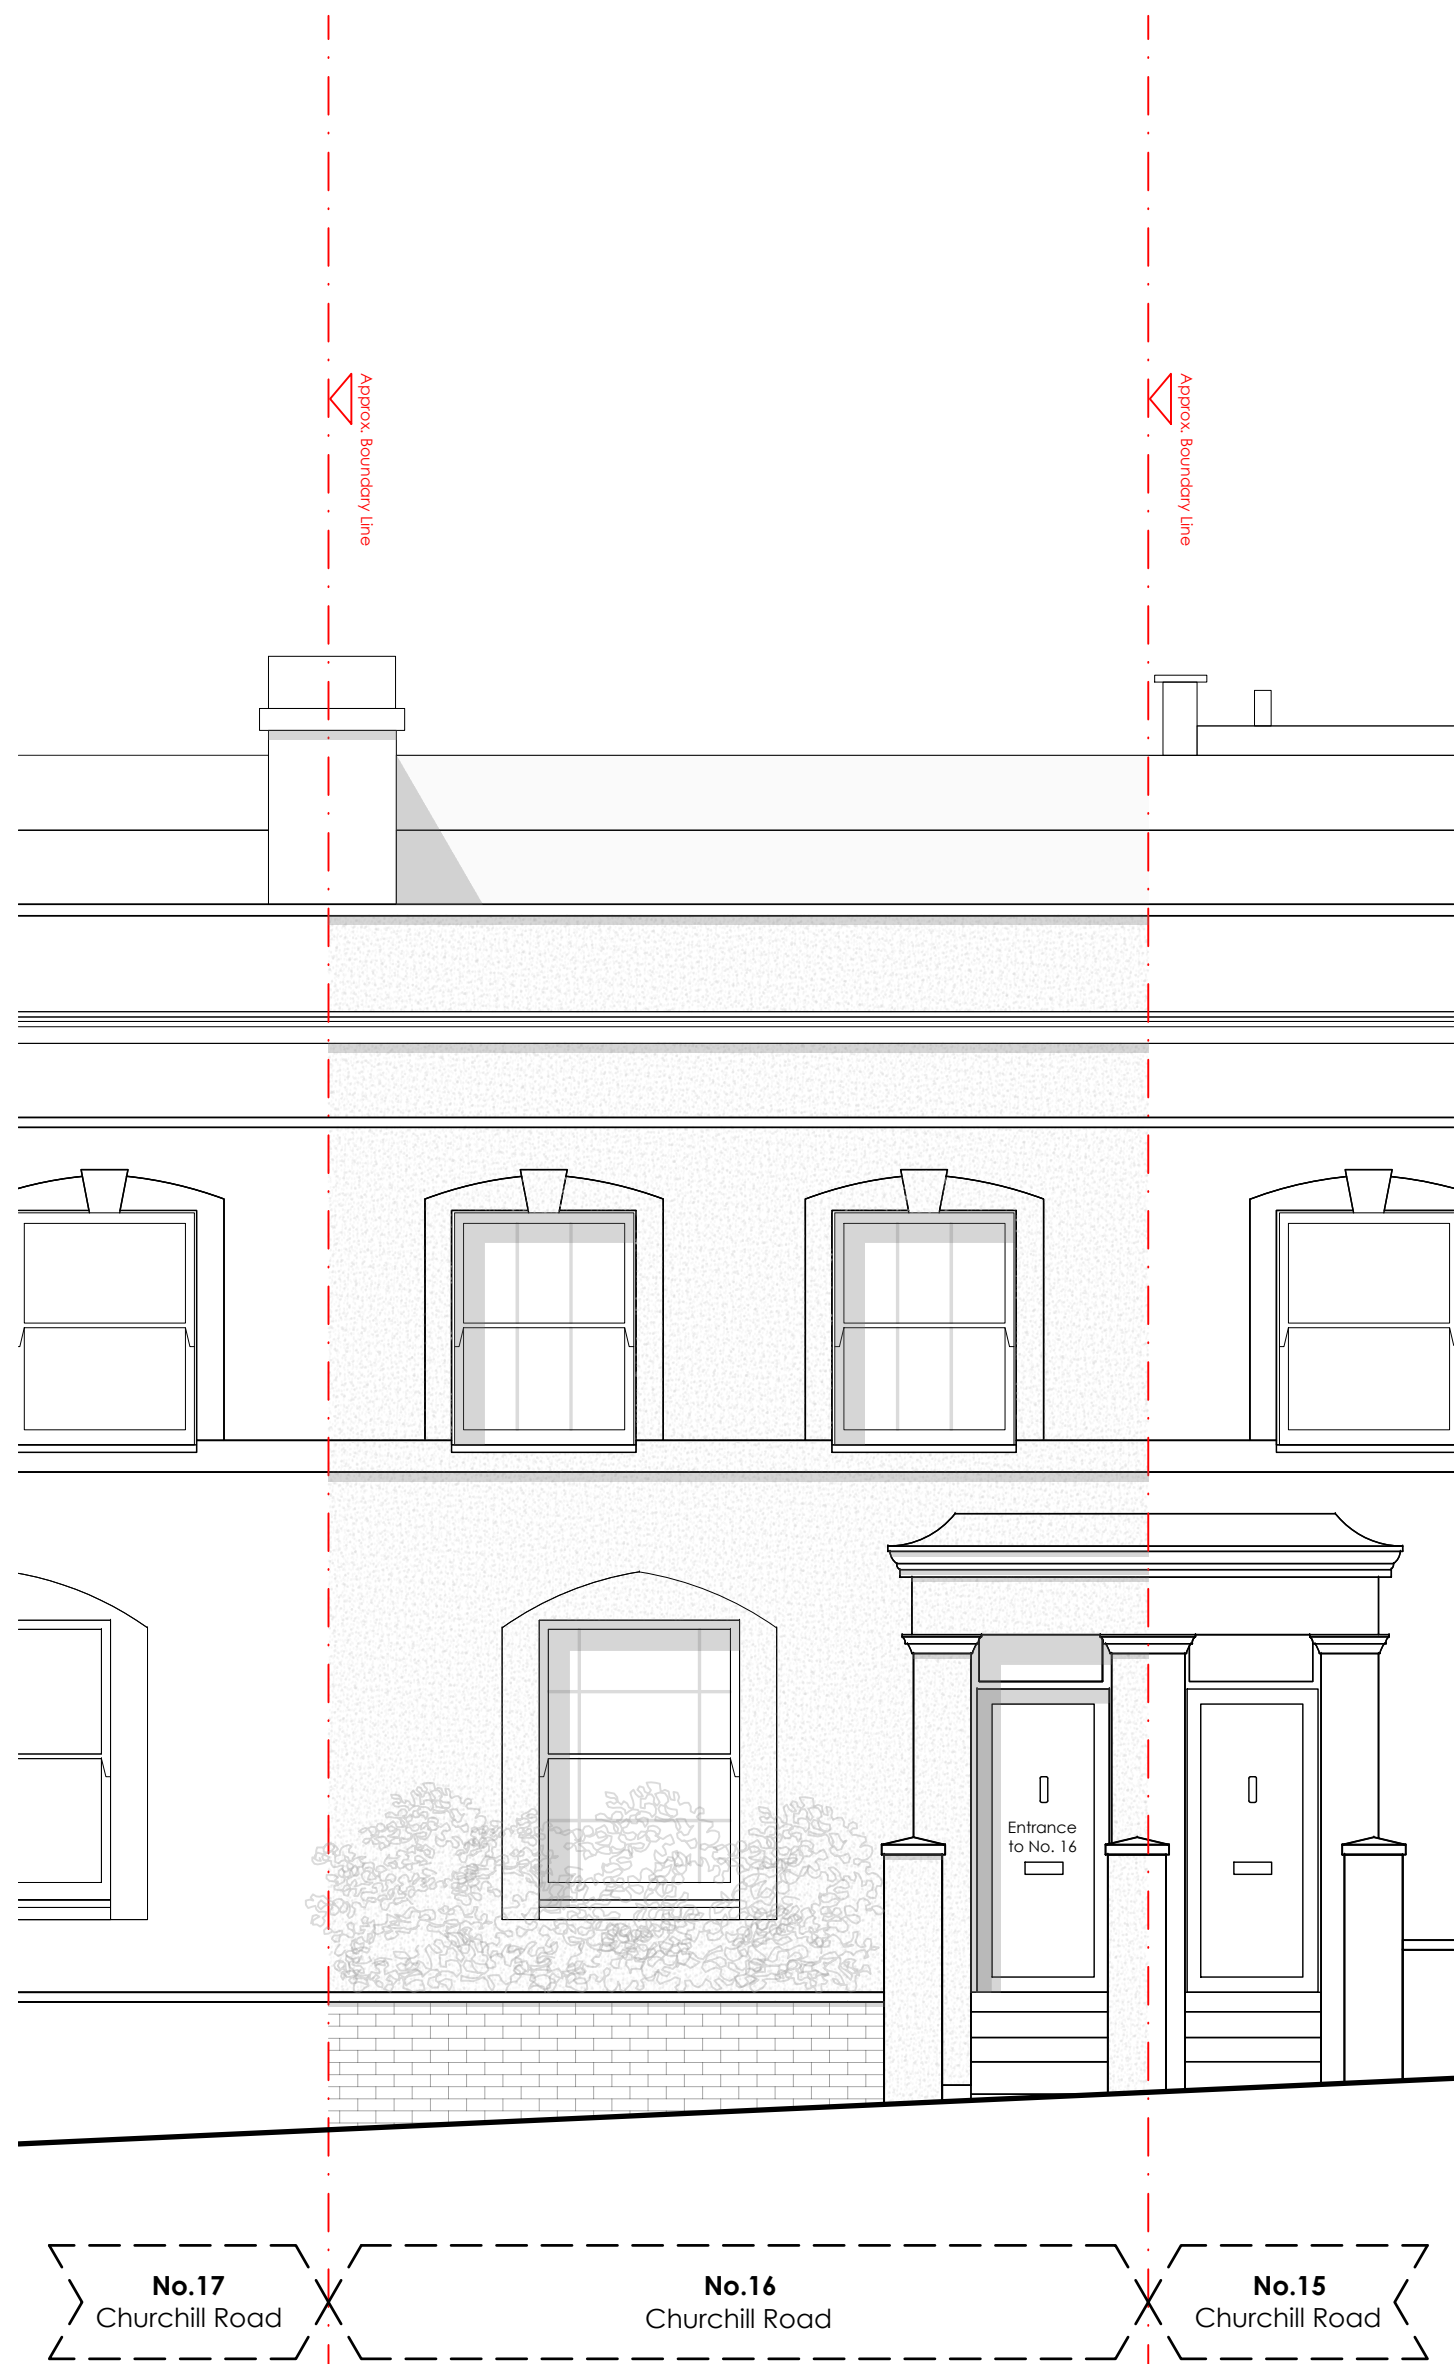 Approx. Boundary Line
Approx. Boundary Line
Entrance
to No. 16
No.17
Churchill Road
No.16
Churchill Road
No.15
Churchill Road